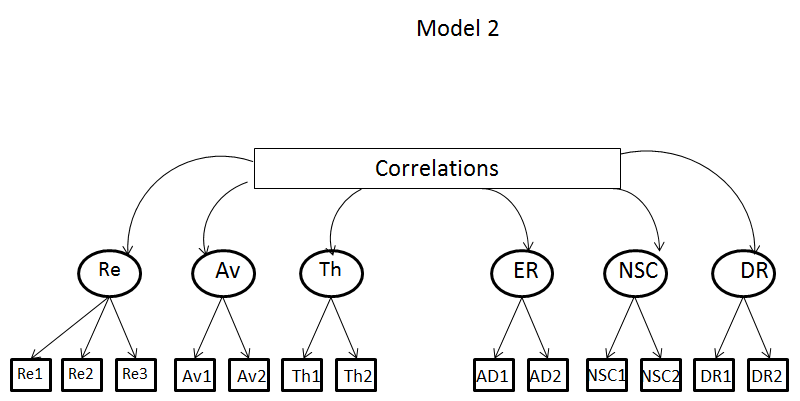 Model 2
Correlations
Re Av Th ER NSC DR
Re1 Re2 Re3 Av1 Av2 Th1 Th2 AD1 AD2 NSC1 NSC2 DR1 DR2